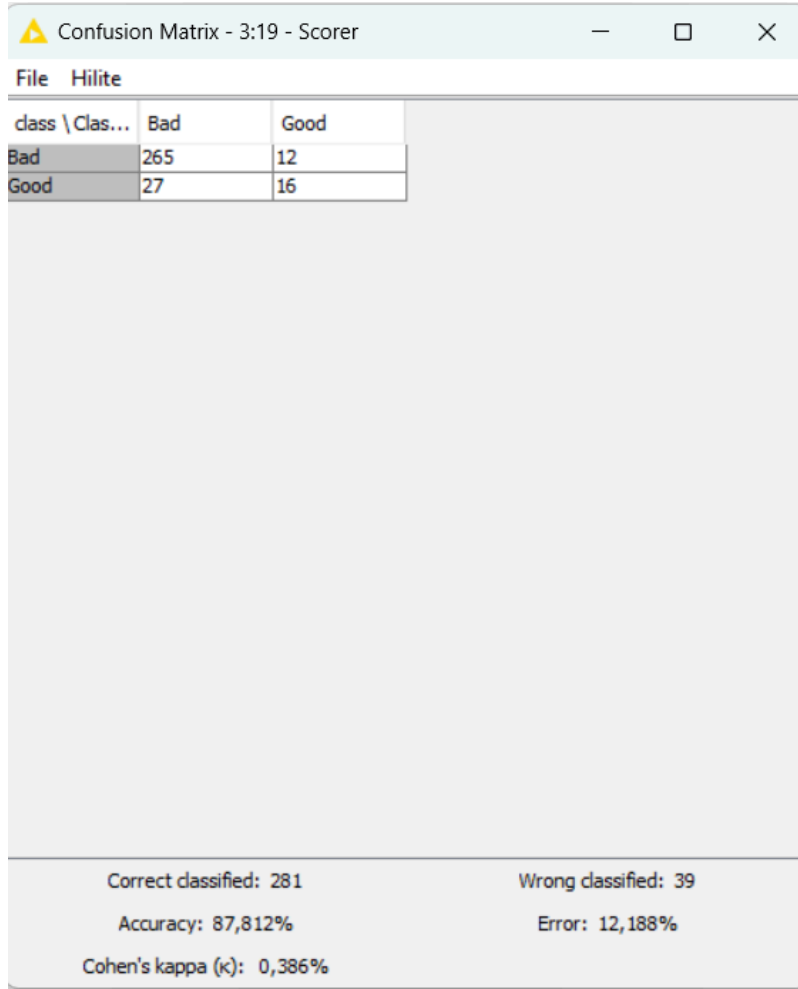 Confusion Matrix - 3:19 - Scorer
File Hilite
class \ Clas... Bad Good
Bad 265 12
Good 27 16
Correct classified: 281 Wrong classified: 39
Accuracy: 87,812% Error: 12,188%
Cohen's kappa (κ): 0,386%